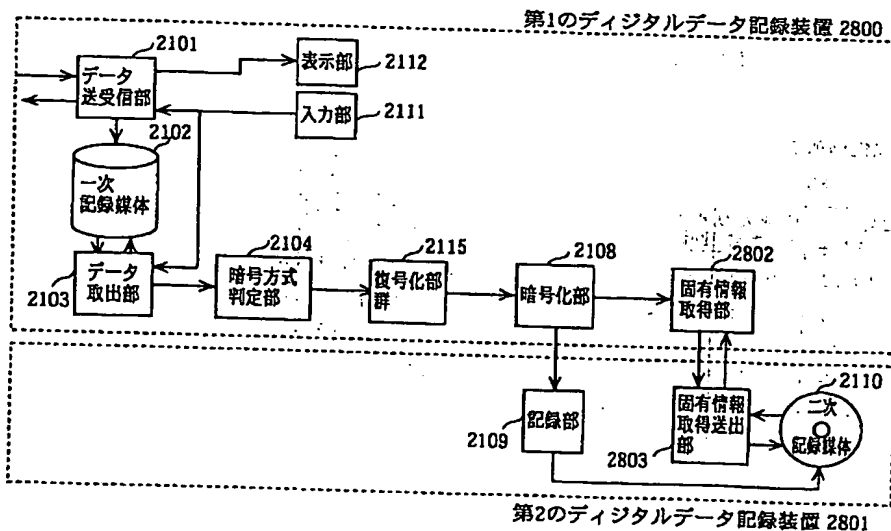 第1のディジタルデータ記録装置 2800
2101
データ
送受信部
表示部
2112
入力部
2111
2102
一次
記録媒体
2103
データ
取出部
2104
暗号方式
判定部
2115
復号化部
群
2108
暗号化部
2802
固有情報
取得部
2109
記録部
2803
固有情報
取得送出
部
2110
二次
記録媒体
第2のディジタルデータ記録装置 2801